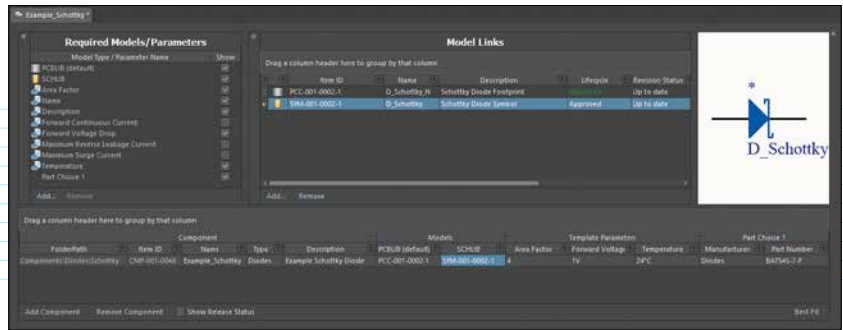 Example_Schottky *
Required Models/Parameters
Model Type / Parameter Name Show
PCBLIB (default)
SCHLIB
Area Factor
Name
Description
Forward Continuous Current
Forward Voltage Drop
Maximum Reverse Leakage Current
Maximum Surge Current
Temperature
Part Choice 1
Add... Remove
Model Links
Drag a column header here to group by that column
Item ID Name Description Lifecycle Revision Status
PCC-001-0002-1 D_Schottky_N Schottky Diode Footprint Approved Up to date
SYM-001-0002-1 D_Schottky Schottky Diode Symbol Approved Up to date
Add... Remove
*
D_Schottky
Drag a column header here to group by that column
Component Models Template Parameters Part Choice 1
FolderPath Item ID Name Type Description PCBLIB (default) SCHLIB Area Factor Forward Voltage Temperature Manufacturer Part Number
Components\Diodes\Schottky CMP-001-0048 Example_Schottky Diodes Example Schottky Diode PCC-001-0002-1 SYM-001-0002-1 4 1V 24°C Diodes BAT54S-7-F
Add Component Remove Component Show Release Status Best Fit